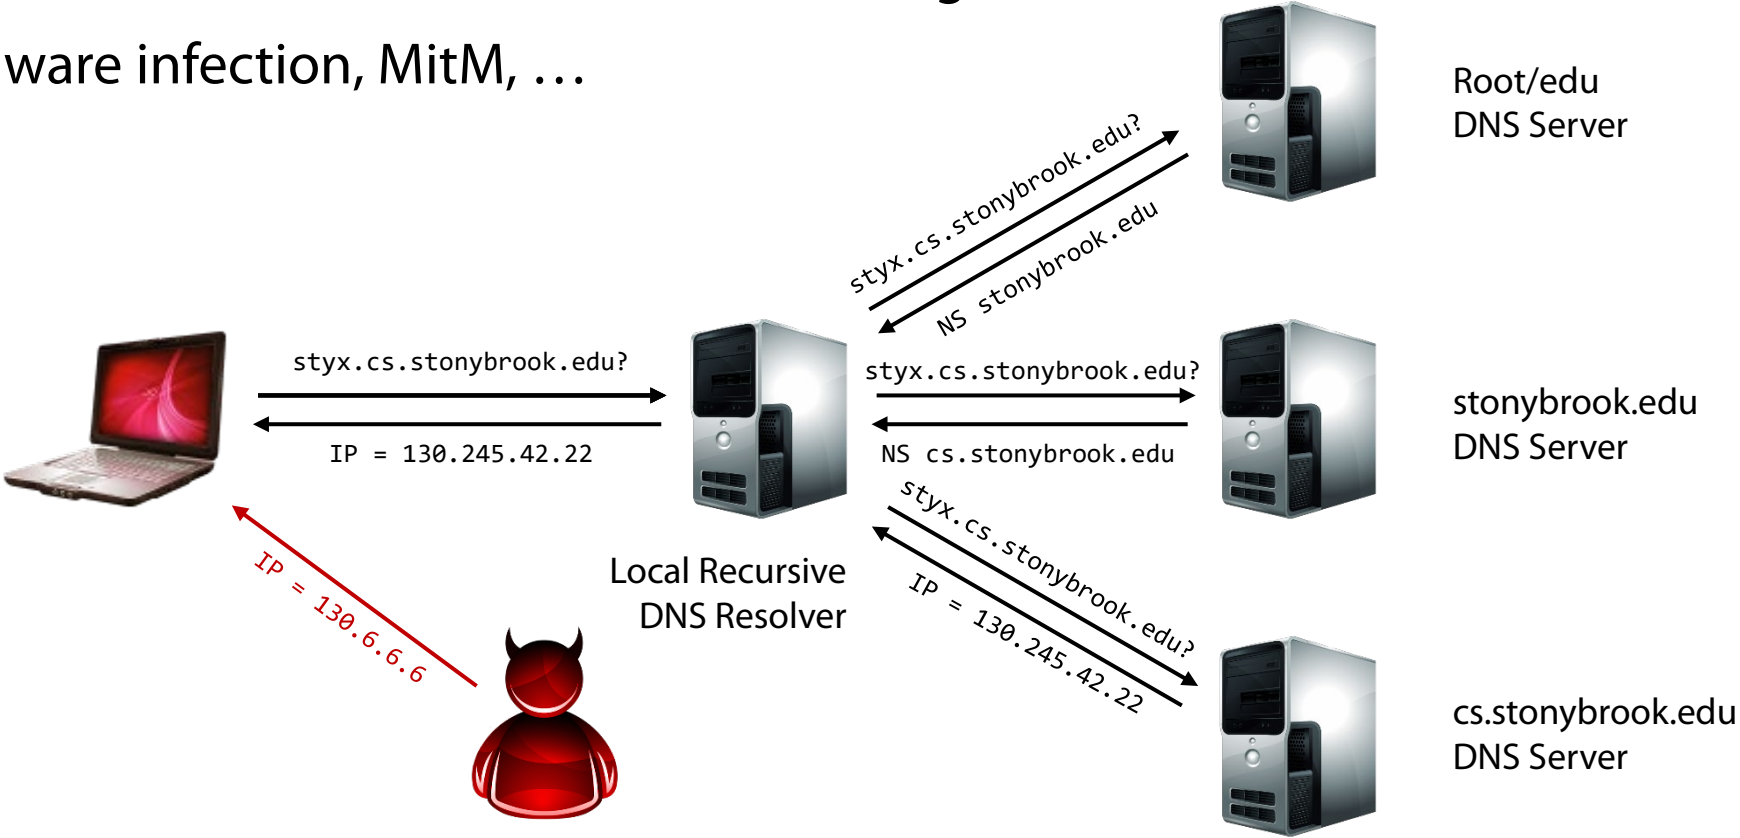 ware infection, MitM, …
Root/edu
DNS Server
styx.cs.stonybrook.edu?
NS stonybrook.edu
styx.cs.stonybrook.edu?
IP = 130.245.42.22
styx.cs.stonybrook.edu?
NS cs.stonybrook.edu
stonybrook.edu
DNS Server
styx.cs.stonybrook.edu?
IP = 130.245.42.22
IP = 130.6.6.6
Local Recursive
DNS Resolver
cs.stonybrook.edu
DNS Server